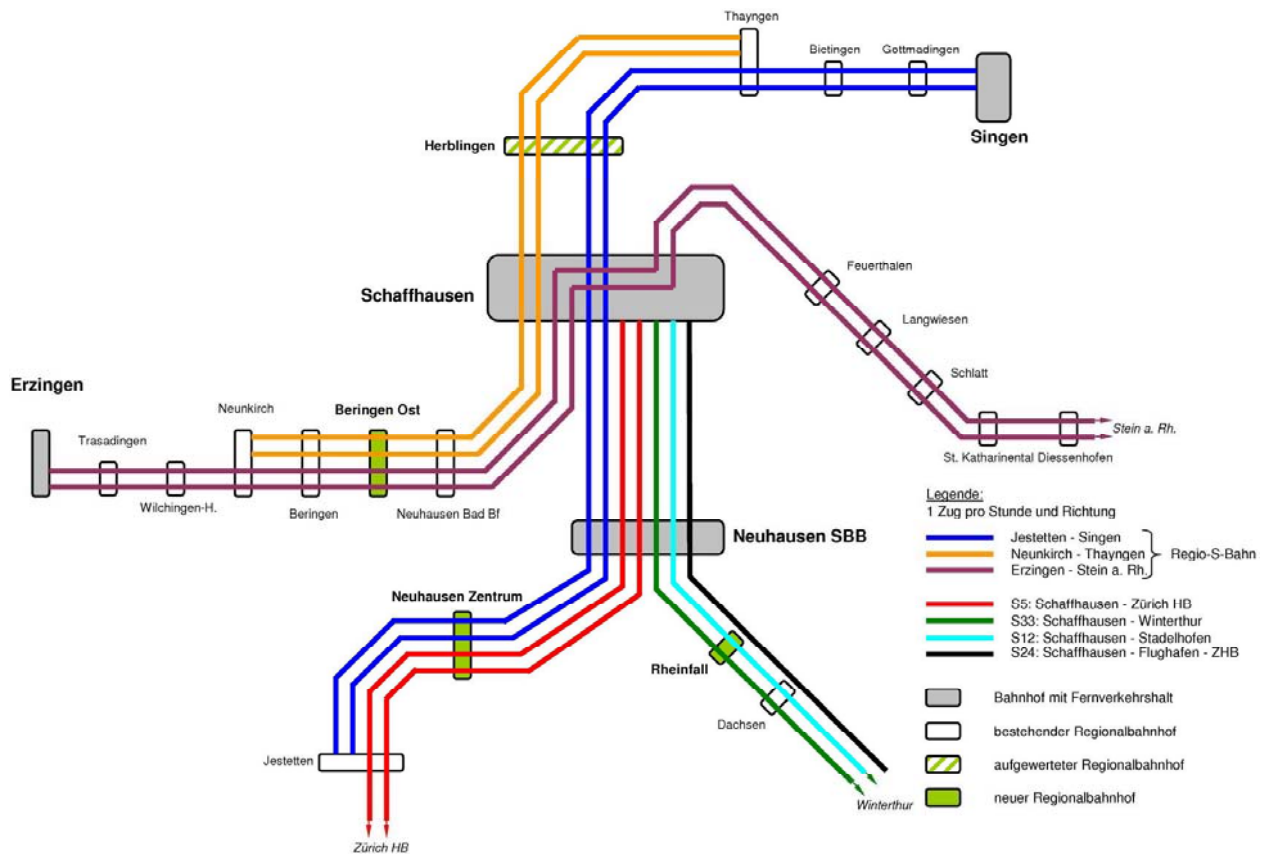 Thayngen
Bietingen
Gottmadingen
Singen
Herblingen
Schaffhausen
Feuerthalen
Langwiesen
Schlatt
Stein a. Rh.
St. Katharinental Diessenhofen
Erzingen
Neunkirch
Beringen Ost
Trasadingen
Wilchingen-H.
Beringen
Neuhausen Bad Bf
Neuhausen SBB
Neuhausen Zentrum
Rheinfall
Dachsen
Jestetten
Winterthur
Zürich HB
Legende:
1 Zug pro Stunde und Richtung
Jestetten - Singen
Neunkirch - Thayngen
Regio-S-Bahn
Erzingen - Stein a. Rh.
S5: Schaffhausen - Zürich HB
S33: Schaffhausen - Winterthur
S12: Schaffhausen - Stadelhofen
S24: Schaffhausen - Flughafen - ZHB
Bahnhof mit Fernverkehrshalt
bestehender Regionalbahnhof
aufgewerteter Regionalbahnhof
neuer Regionalbahnhof